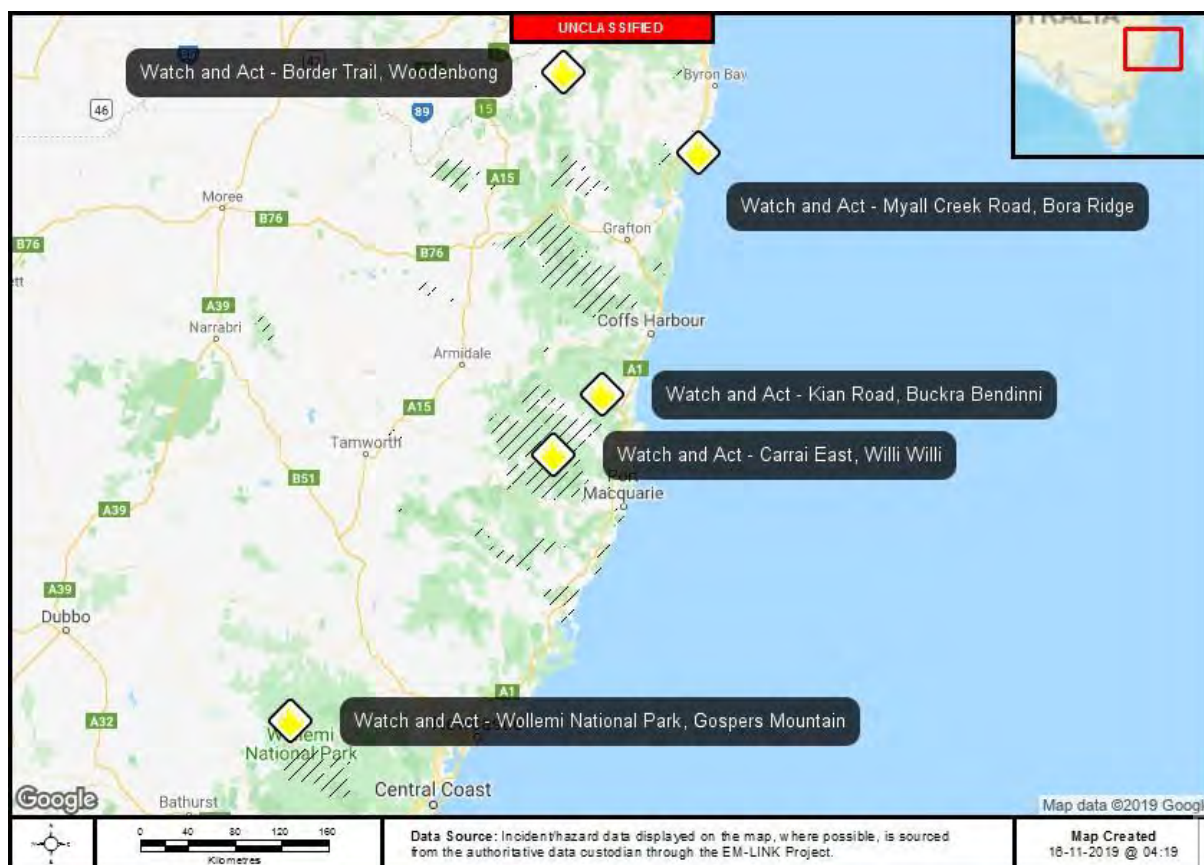 UNCLASSIFIED
Watch and Act - Border Trail, Woodenbong
Byron Bay
46
89
15
A15
Watch and Act - Myall Creek Road, Bora Ridge
Moree
B76
B76
B76
Grafton
A39
Narrabri
Coffs Harbour
Armidale
A1
Watch and Act - Kian Road, Buckra Bendinni
A15
Tamworth
Watch and Act - Carrai East, Willi Willi
B51
Macquarie
A39
A39
Dubbo
A1
A32
Watch and Act - Wollemi National Park, Gospers Mountain
National Park
Central Coast
Bathurst
Google
Map data ©2019 Google
0 40 80 120 160
Kilometres
Data Source: Incident/hazard data displayed on the map, where possible, is sourced
from the authoritative data custodian through the EM-LINK Project.
Map Created
16-11-2019 @ 04:19